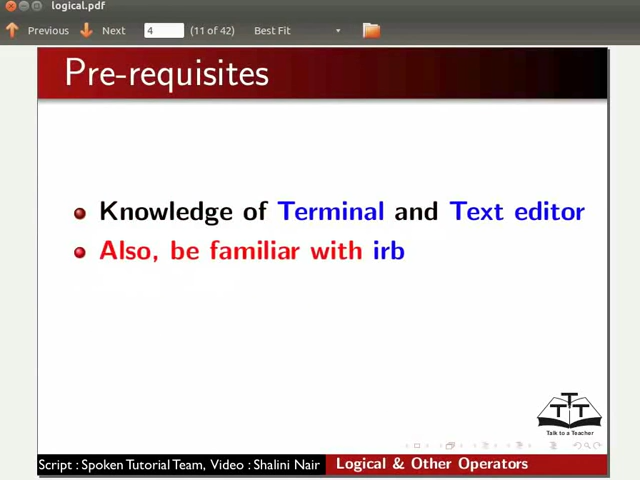 logical.pdf
Previous Next 4 (11 of 42) Best Fit
Pre-requisites
Knowledge of Terminal and Text editor
Also, be familiar with irb
T T T
Talk to a Teacher
Script : Spoken Tutorial Team, Video : Shalini Nair Logical & Other Operators